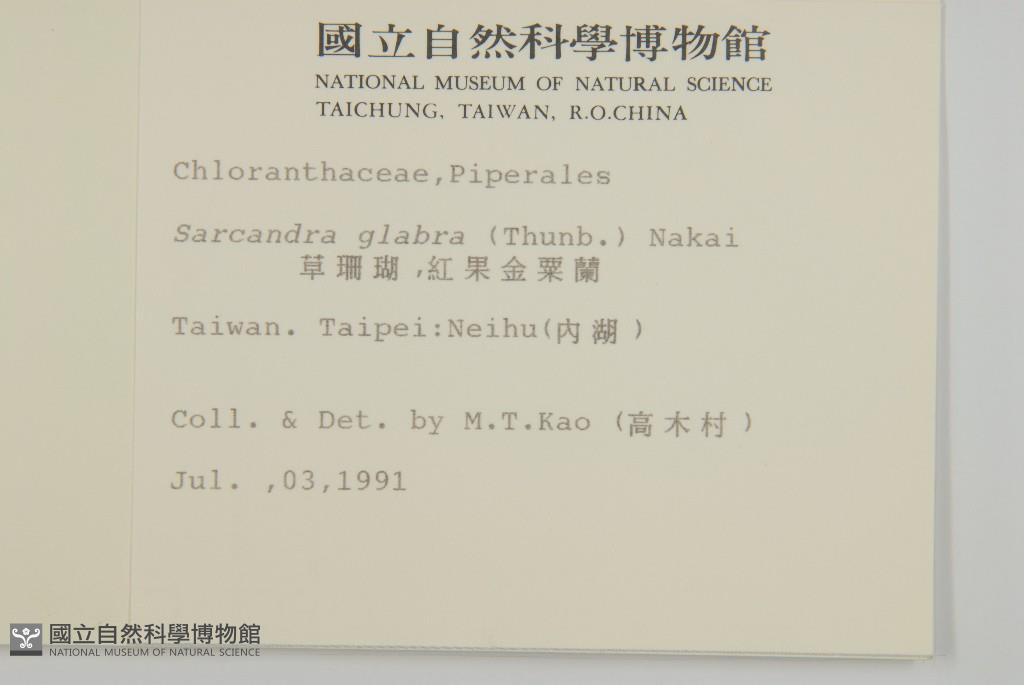 國立自然科學博物館
NATIONAL MUSEUM OF NATURAL SCIENCE
TAICHUNG, TAIWAN, R.O.CHINA
Chloranthaceae,Piperales
Sarcandra glabra (Thunb.) Nakai
草珊瑚,紅果金粟蘭
Taiwan. Taipei:Neihu(內湖)
Coll. & Det. by M.T.Kao (高木村)
Jul. ,03,1991
國立自然科學博物館
NATIONAL MUSEUM OF NATURAL SCIENCE